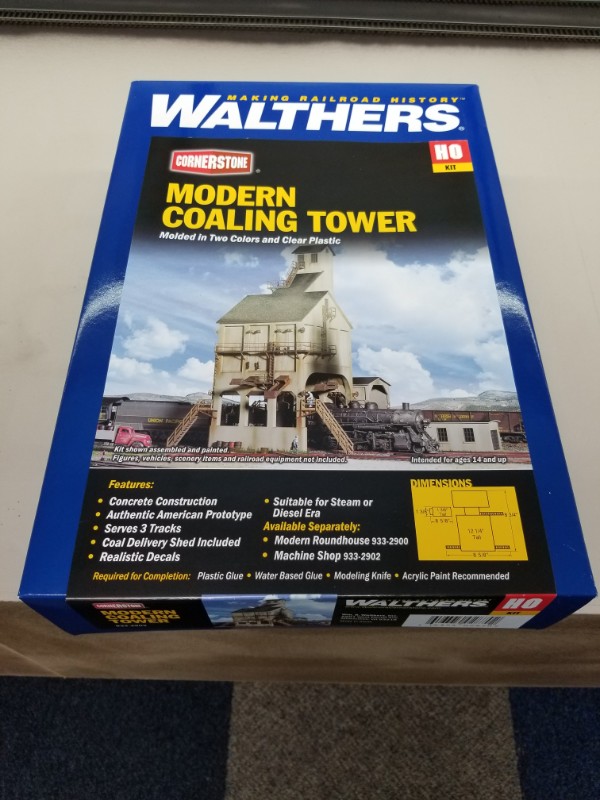 MAKING RAILROAD HISTORY™
WALTHERS®
CORNERSTONE®
HO
KIT
MODERN
COALING TOWER
Molded in Two Colors and Clear Plastic
Kit shown assembled and painted.
Figures, vehicles, scenery items and railroad equipment not included.
Intended for ages 14 and up
Features:
• Concrete Construction
• Authentic American Prototype
• Serves 3 Tracks
• Coal Delivery Shed Included
• Realistic Decals
• Suitable for Steam or
Diesel Era
Available Separately:
• Modern Roundhouse 933-2900
• Machine Shop 933-2902
DIMENSIONS
Required for Completion: Plastic Glue • Water Based Glue • Modeling Knife • Acrylic Paint Recommended
CORNERSTONE
MODERN
COALING
TOWER
WALTHERS
HO
KIT